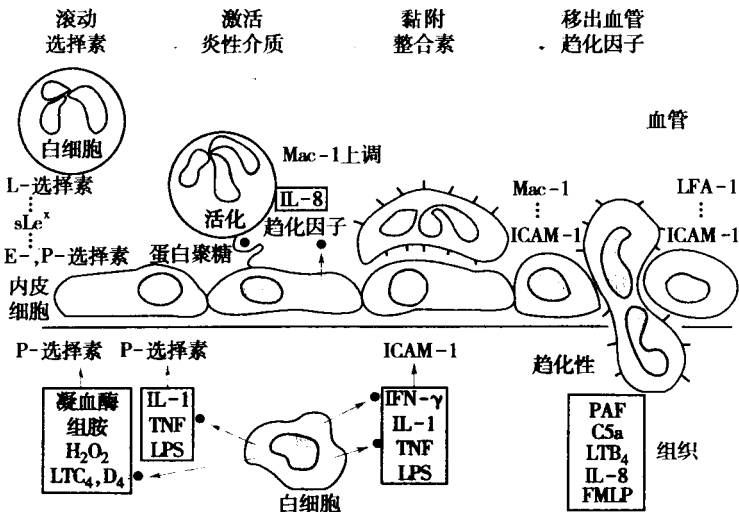 滚动
选择素
激活
炎性介质
黏附
整合素
移出血管
趋化因子
白细胞
血管
Mac-1上调
L-选择素
sLeˣ
E-,P-选择素
活化
IL-8
趋化因子
蛋白聚糖
Mac-1
ICAM-1
LFA-1
ICAM-1
内皮
细胞
P-选择素
P-选择素
ICAM-1
趋化性
凝血酶
组胺
H₂O₂
LTC₄,D₄
IL-1
TNF
LPS
白细胞
IFN-γ
IL-1
TNF
LPS
PAF
C5a
LTB₄
IL-8
FMLP
组织